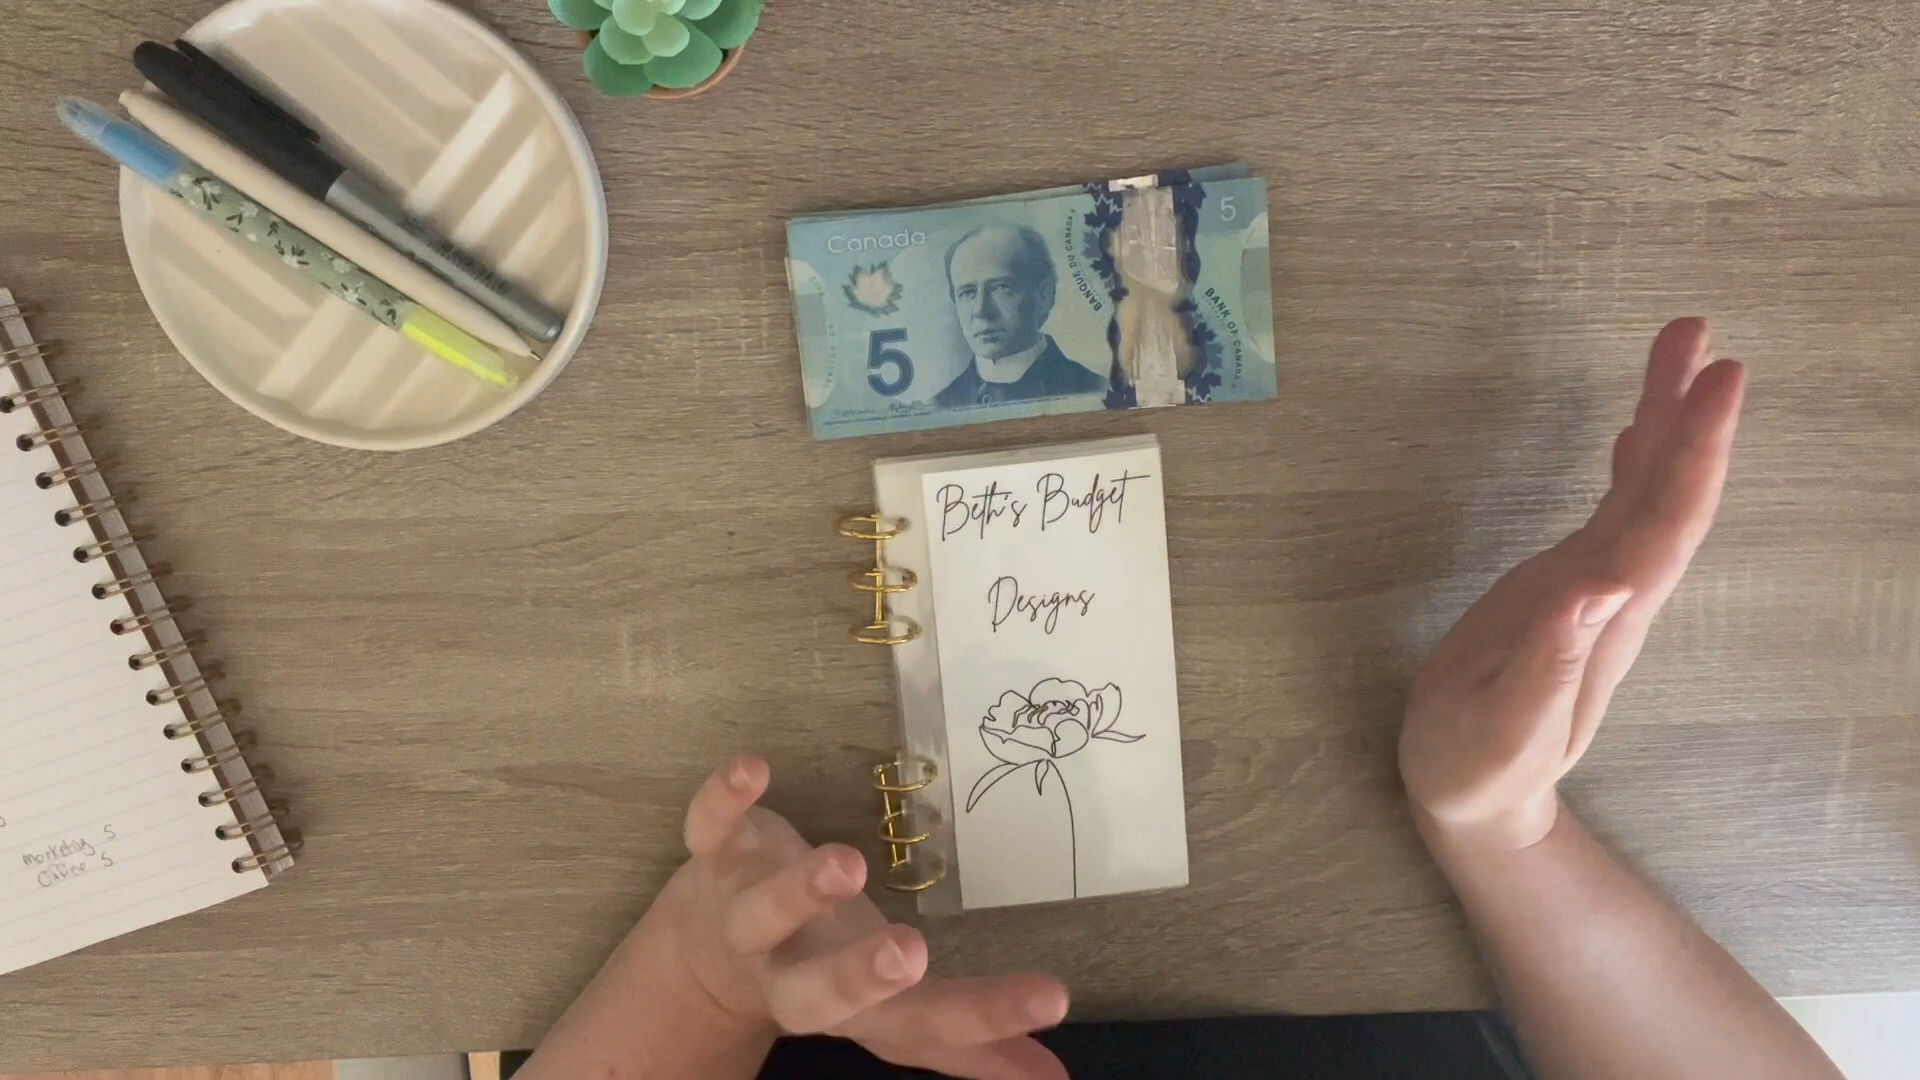 Canada
5
5
BANQUE DU CANADA
BANK OF CANADA
Beth's Budget
Designs
marketing 5
Office 5